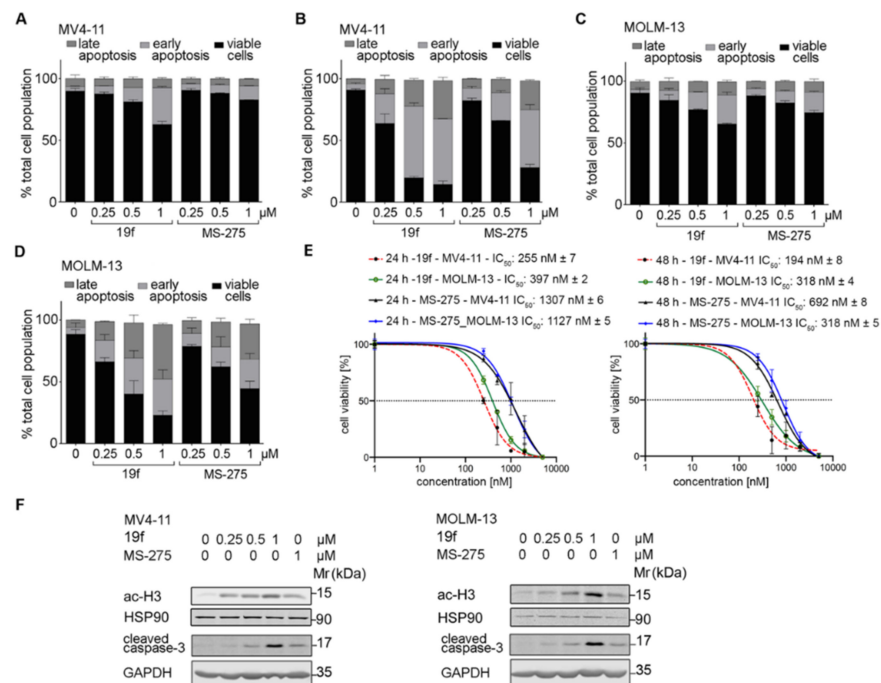 A
MV4-11
late apoptosis
early apoptosis
viable cells
% total cell population
100
50
0
0 0.25 0.5 1 0.25 0.5 1 μM
19f MS-275
B
MV4-11
late apoptosis
early apoptosis
viable cells
% total cell population
100
50
0
0 0.25 0.5 1 0.25 0.5 1 μM
19f MS-275
C
MOLM-13
late apoptosis
early apoptosis
viable cells
% total cell population
100
50
0
0 0.25 0.5 1 0.25 0.5 1 μM
19f MS-275
D
MOLM-13
late apoptosis
early apoptosis
viable cells
% total cell population
100
50
0
0 0.25 0.5 1 0.25 0.5 1 μM
19f MS-275
E
24 h -19f - MV4-11 - IC50: 255 nM ± 7
24 h -19f - MOLM-13 - IC50: 397 nM ± 2
24 h - MS-275 - MV4-11 IC50: 1307 nM ± 6
24 h - MS-275_MOLM-13 IC50: 1127 nM ± 5
cell viability [%]
100
50
0
1 10 100 1000 10000
concentration [nM]
48 h - 19f - MV4-11 IC50: 194 nM ± 8
48 h - 19f - MOLM-13 IC50: 318 nM ± 4
48 h - MS-275 - MV4-11 IC50: 692 nM ± 8
48 h - MS-275 - MOLM-13 IC50: 318 nM ± 5
cell viability [%]
100
50
0
1 10 100 1000 10000
concentration [nM]
F
MV4-11
19f 0 0.25 0.5 1 0 μM
MS-275 0 0 0 0 1 μM
Mr (kDa)
ac-H3 15
HSP90 90
cleaved caspase-3 17
GAPDH 35
MOLM-13
19f 0 0.25 0.5 1 0 μM
MS-275 0 0 0 0 1 μM
Mr (kDa)
ac-H3 15
HSP90 90
cleaved caspase-3 17
GAPDH 35